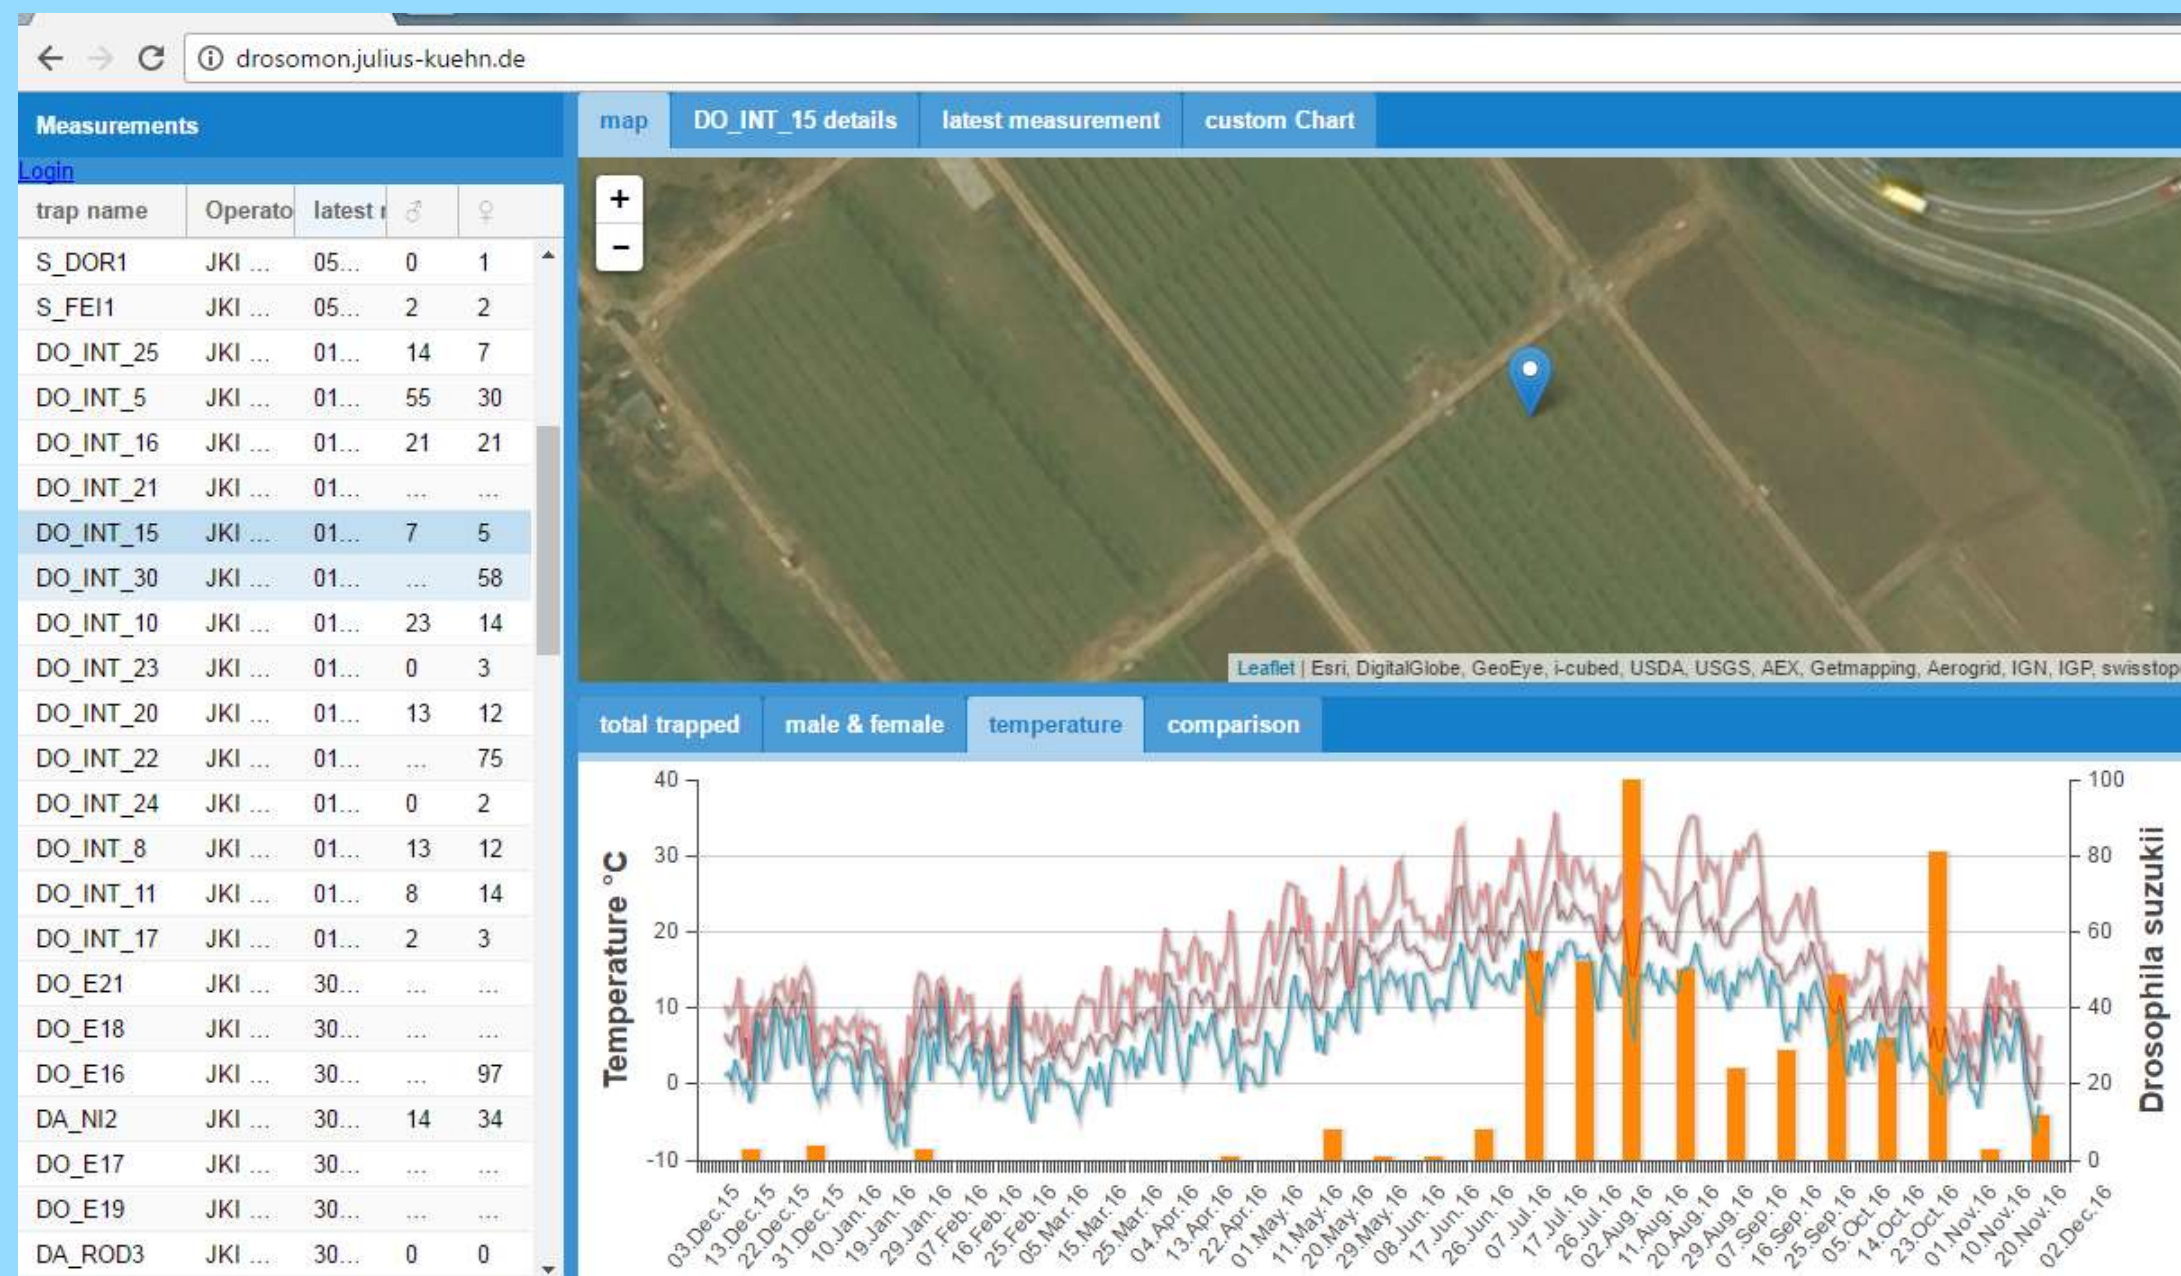 drosomon.julius-kuehn.de
Measurements
Login
trap name Operato latest r ♂ ♀
S_DOR1 JKI ... 05... 0 1
S_FEI1 JKI ... 05... 2 2
DO_INT_25 JKI ... 01... 14 7
DO_INT_5 JKI ... 01... 55 30
DO_INT_16 JKI ... 01... 21 21
DO_INT_21 JKI ... 01... ... ...
DO_INT_15 JKI ... 01... 7 5
DO_INT_30 JKI ... 01... ... 58
DO_INT_10 JKI ... 01... 23 14
DO_INT_23 JKI ... 01... 0 3
DO_INT_20 JKI ... 01... 13 12
DO_INT_22 JKI ... 01... ... 75
DO_INT_24 JKI ... 01... 0 2
DO_INT_8 JKI ... 01... 13 12
DO_INT_11 JKI ... 01... 8 14
DO_INT_17 JKI ... 01... 2 3
DO_E21 JKI ... 30... ... ...
DO_E18 JKI ... 30... ... ...
DO_E16 JKI ... 30... ... 97
DA_NI2 JKI ... 30... 14 34
DO_E17 JKI ... 30... ... ...
DO_E19 JKI ... 30... ... ...
DA_ROD3 JKI ... 30... 0 0
map DO_INT_15 details latest measurement custom Chart
+
−
Leaflet | Esri, DigitalGlobe, GeoEye, i-cubed, USDA, USGS, AEX, Getmapping, Aerogrid, IGN, IGP, swisstop
total trapped male & female temperature comparison
Temperature °C
40
30
20
10
0
-10
100
80
60
40
20
0
Drosophila suzukii
03.Dec.15
13.Dec.15
22.Dec.15
31.Dec.15
10.Jan.16
19.Jan.16
29.Jan.16
07.Feb.16
16.Feb.16
25.Feb.16
05.Mar.16
15.Mar.16
25.Mar.16
04.Apr.16
13.Apr.16
22.Apr.16
01.May.16
11.May.16
20.May.16
29.May.16
08.Jun.16
17.Jun.16
26.Jun.16
07.Jul.16
17.Jul.16
26.Jul.16
02.Aug.16
11.Aug.16
20.Aug.16
29.Aug.16
07.Sep.16
16.Sep.16
25.Sep.16
05.Oct.16
14.Oct.16
23.Oct.16
01.Nov.16
10.Nov.16
20.Nov.16
02.Dec.16